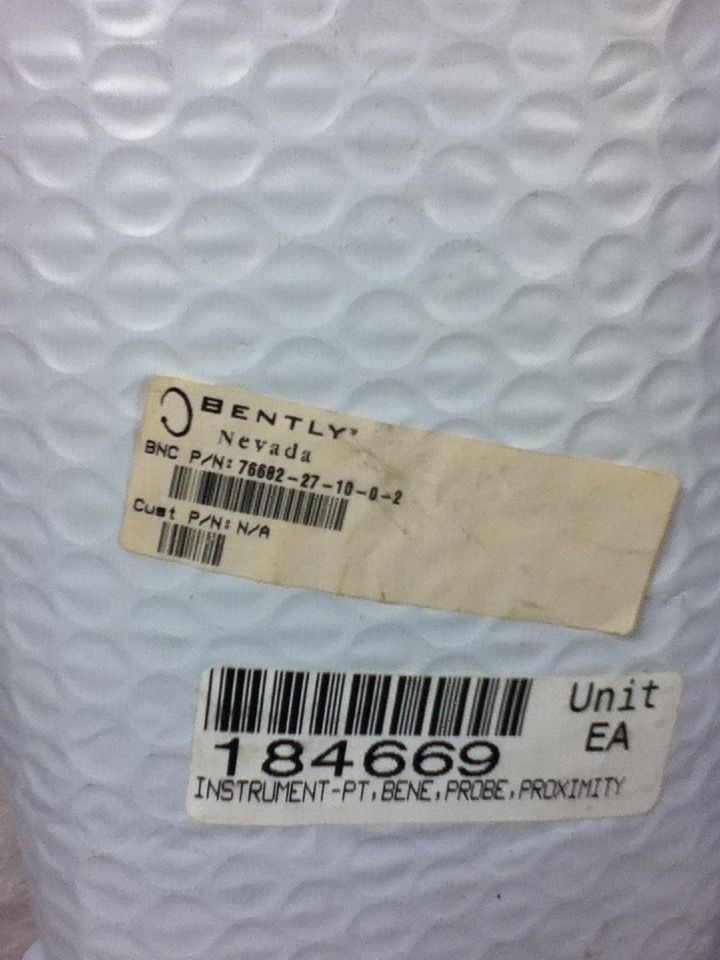 BENTLY®
Nevada
BNC P/N: 76682-27-10-0-2
Cust P/N: N/A
Unit
EA
184669
INSTRUMENT-PT,BENE,PROBE,PROXIMITY